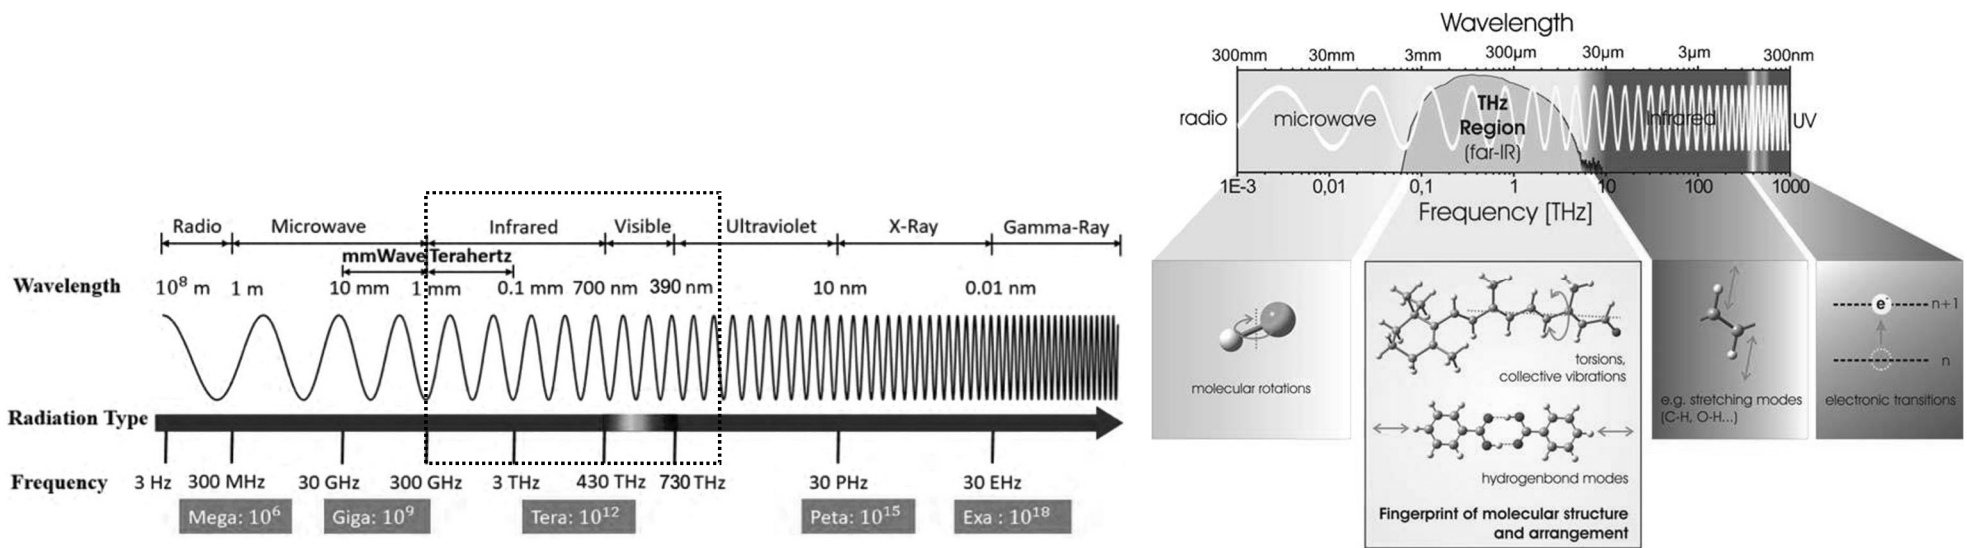 Radio Microwave Infrared Visible Ultraviolet X-Ray Gamma-Ray
mmWave Terahertz
Wavelength 10⁸ m 1 m 10 mm 1 mm 0.1 mm 700 nm 390 nm 10 nm 0.01 nm
Radiation Type
Frequency 3 Hz 300 MHz 30 GHz 300 GHz 3 THz 430 THz 730 THz 30 PHz 30 EHz
Mega: 10⁶ Giga: 10⁹ Tera: 10¹² Peta: 10¹⁵ Exa : 10¹⁸
Wavelength
300mm 30mm 3mm 300µm 30µm 3µm 300nm
radio microwave THz Region (far-IR) Infrared UV
1E-3 0,01 0,1 1 10 100 1000
Frequency [THz]
molecular rotations
torsions,
collective vibrations
hydrogenbond modes
Fingerprint of molecular structure
and arrangement
e.g. stretching modes
(C-H, O-H...)
e⁻ n+1
n
electronic transitions